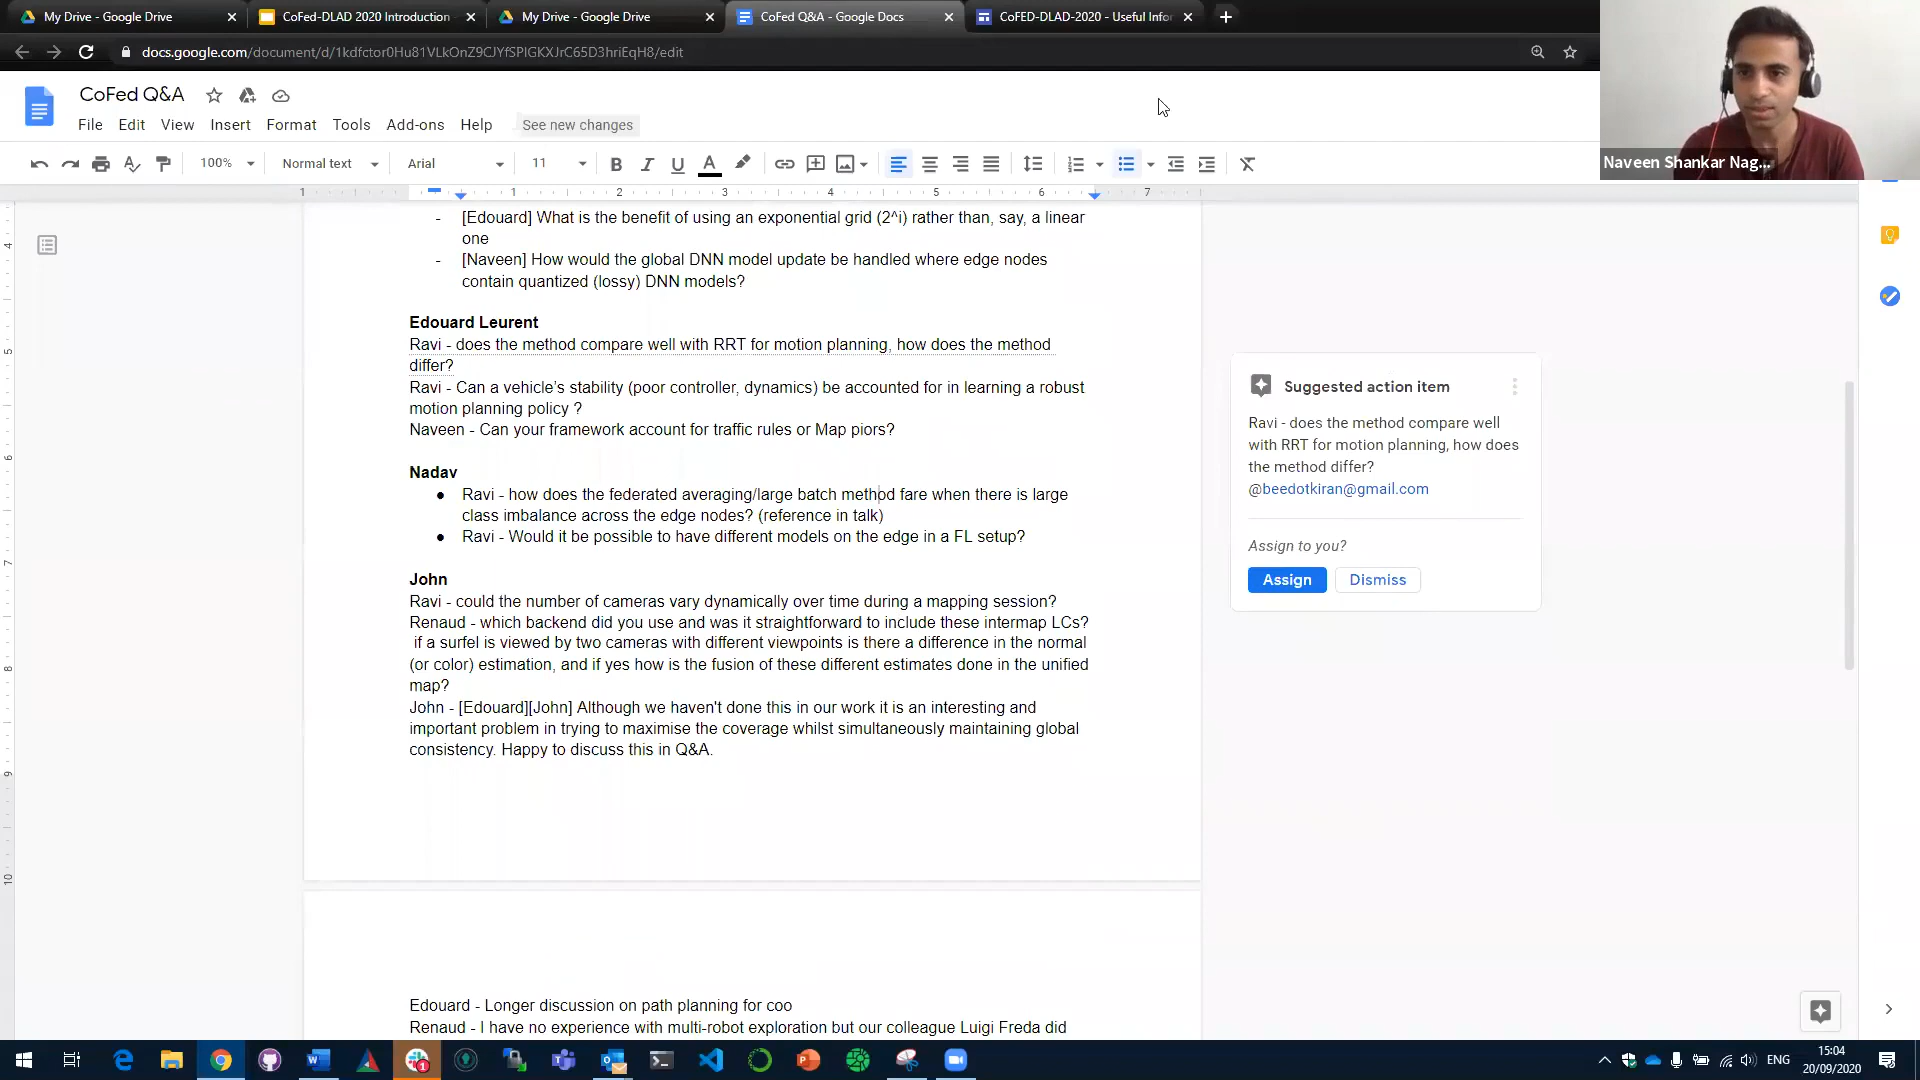 My Drive - Google Drive
CoFed-DLAD 2020 Introduction
My Drive - Google Drive
CoFed Q&A - Google Docs
CoFED-DLAD-2020 - Useful Infor
docs.google.com/document/d/1kdfctor0Hu81VLkOnZ9CJYfSPlGKXJrC65D3hriEqH8/edit
CoFed Q&A
File Edit View Insert Format Tools Add-ons Help See new changes
100% Normal text Arial 11
Naveen Shankar Nag...
1 1 2 3 4 5 6 7
- [Edouard] What is the benefit of using an exponential grid (2^i) rather than, say, a linear
one
- [Naveen] How would the global DNN model update be handled where edge nodes
contain quantized (lossy) DNN models?
Edouard Leurent
Ravi - does the method compare well with RRT for motion planning, how does the method
differ?
Ravi - Can a vehicle's stability (poor controller, dynamics) be accounted for in learning a robust
motion planning policy ?
Naveen - Can your framework account for traffic rules or Map piors?
Nadav
● Ravi - how does the federated averaging/large batch method fare when there is large
class imbalance across the edge nodes? (reference in talk)
● Ravi - Would it be possible to have different models on the edge in a FL setup?
John
Ravi - could the number of cameras vary dynamically over time during a mapping session?
Renaud - which backend did you use and was it straightforward to include these intermap LCs?
if a surfel is viewed by two cameras with different viewpoints is there a difference in the normal
(or color) estimation, and if yes how is the fusion of these different estimates done in the unified
map?
John - [Edouard][John] Although we haven't done this in our work it is an interesting and
important problem in trying to maximise the coverage whilst simultaneously maintaining global
consistency. Happy to discuss this in Q&A.
Edouard - Longer discussion on path planning for coo
Renaud - I have no experience with multi-robot exploration but our colleague Luigi Freda did
Suggested action item
Ravi - does the method compare well
with RRT for motion planning, how does
the method differ?
@beedotkiran@gmail.com
Assign to you?
Assign Dismiss
4
5
6
7
8
9
10
ENG
15:04
20/09/2020